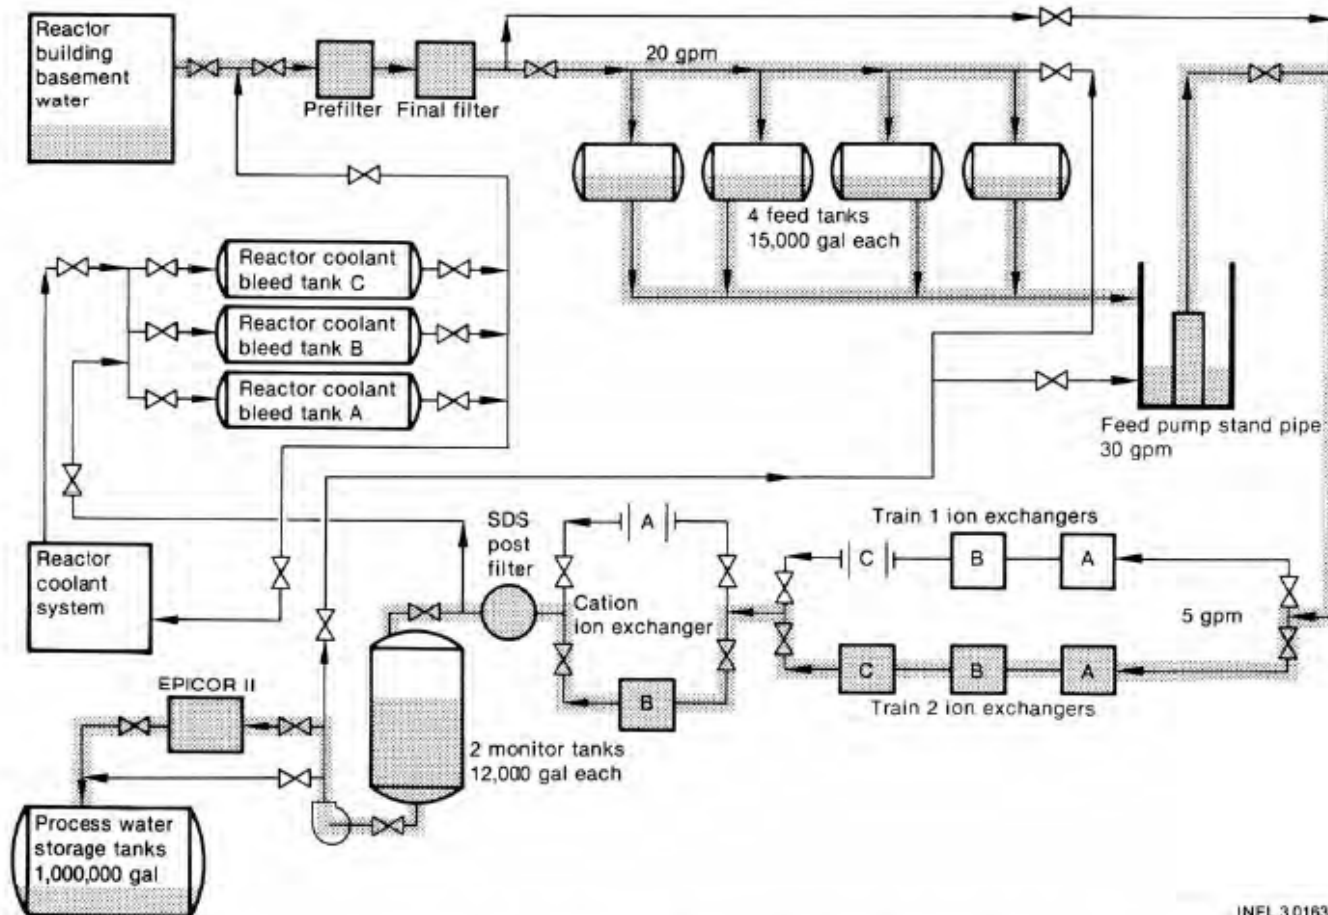 Reactor
building
basement
water
Prefilter
Final filter
20 gpm
4 feed tanks
15,000 gal each
Reactor coolant
bleed tank C
Reactor coolant
bleed tank B
Reactor coolant
bleed tank A
Feed pump stand pipe
30 gpm
Reactor
coolant
system
SDS
post
filter
A
Cation
ion exchanger
B
Train 1 ion exchangers
C
B
A
5 gpm
C
B
A
Train 2 ion exchangers
EPICOR II
2 monitor tanks
12,000 gal each
Process water
storage tanks
1,000,000 gal
INEL 3 0163